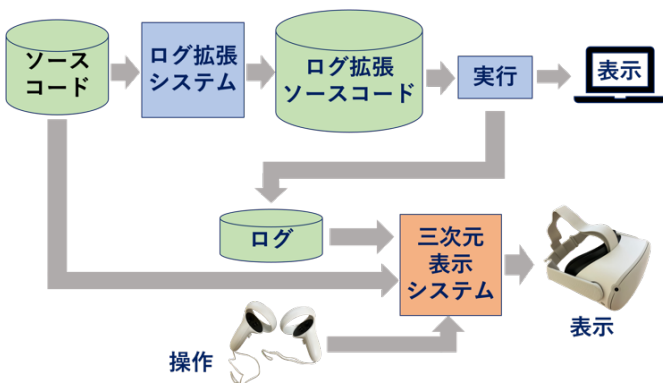 ソース
コード
ログ拡張
システム
ログ拡張
ソースコード
実行
表示
ログ
三次元
表示
システム
表示
操作